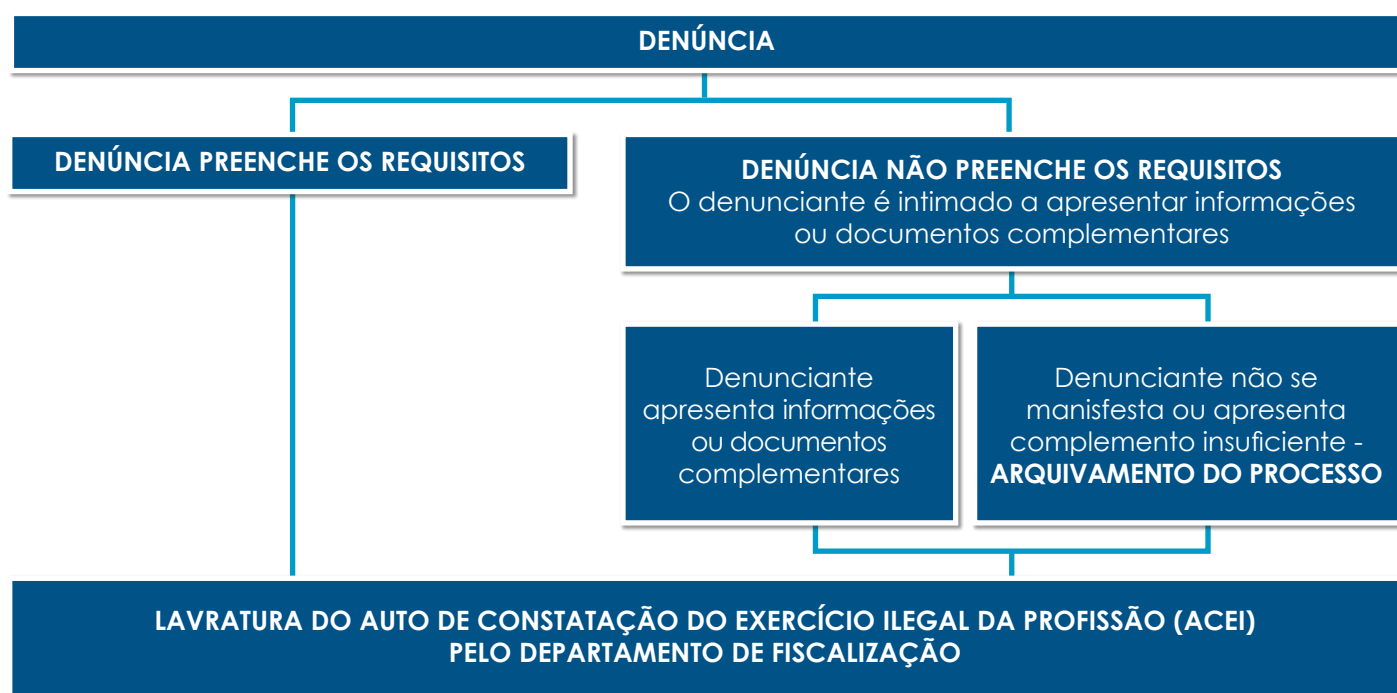 DENÚNCIA
DENÚNCIA PREENCHE OS REQUISITOS
DENÚNCIA NÃO PREENCHE OS REQUISITOS
O denunciante é intimado a apresentar informações
ou documentos complementares
Denunciante
apresenta informações
ou documentos
complementares
Denunciante não se
manisfesta ou apresenta
complemento insuficiente -
ARQUIVAMENTO DO PROCESSO
LAVRATURA DO AUTO DE CONSTATAÇÃO DO EXERCÍCIO ILEGAL DA PROFISSÃO (ACEI)
PELO DEPARTAMENTO DE FISCALIZAÇÃO